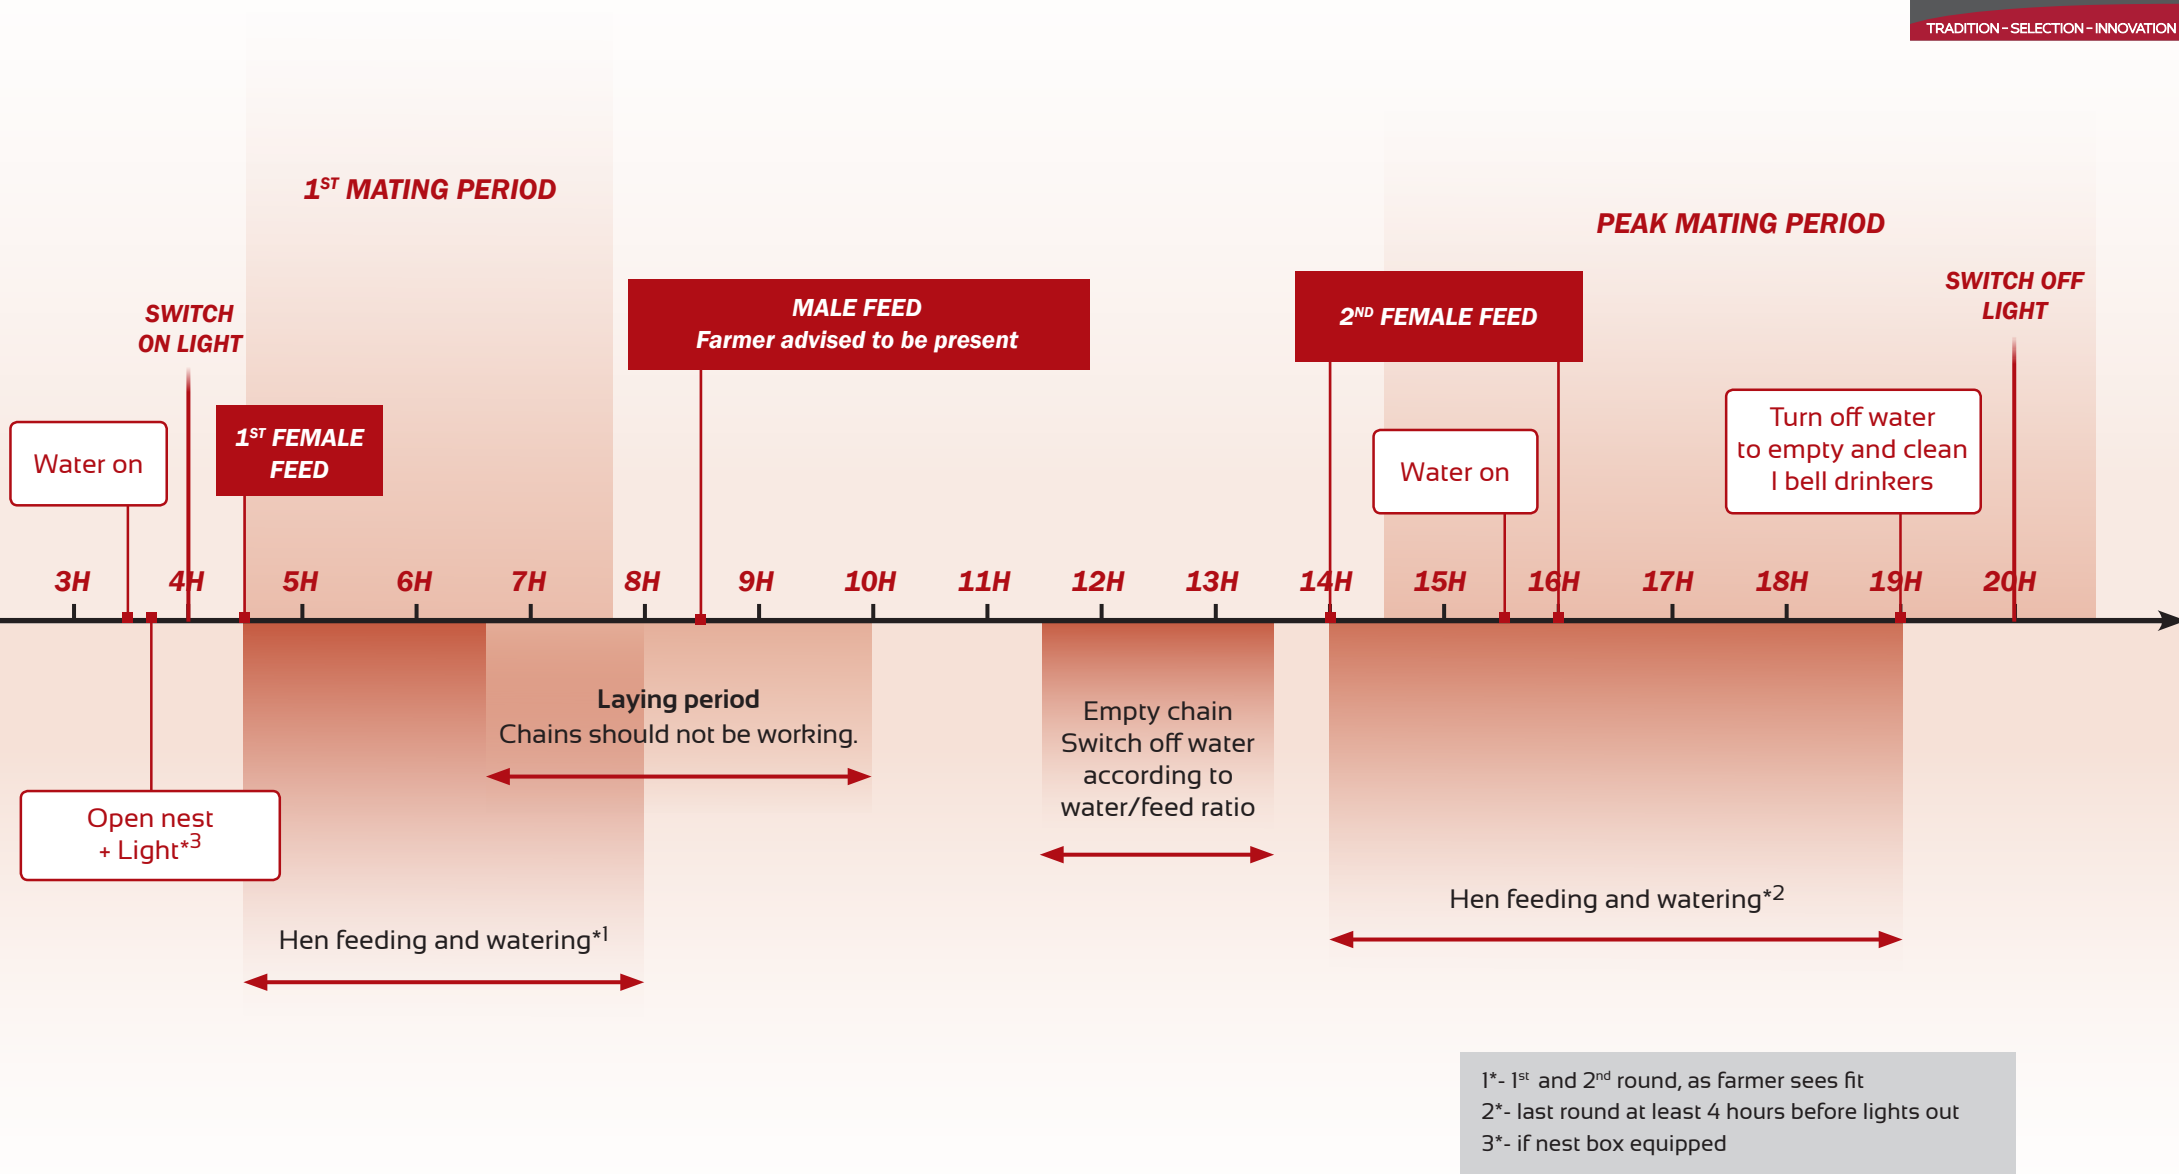 TRADITION - SELECTION - INNOVATION
1ST MATING PERIOD
PEAK MATING PERIOD
SWITCH
ON LIGHT
MALE FEED
Farmer advised to be present
2ND FEMALE FEED
SWITCH OFF
LIGHT
Water on
1ST FEMALE
FEED
Water on
Turn off water
to empty and clean
l bell drinkers
3H 4H 5H 6H 7H 8H 9H 10H 11H 12H 13H 14H 15H 16H 17H 18H 19H 20H
Laying period
Chains should not be working.
Empty chain
Switch off water
according to
water/feed ratio
Open nest
+ Light*3
Hen feeding and watering*1
Hen feeding and watering*2
1*- 1st and 2nd round, as farmer sees fit
2*- last round at least 4 hours before lights out
3*- if nest box equipped